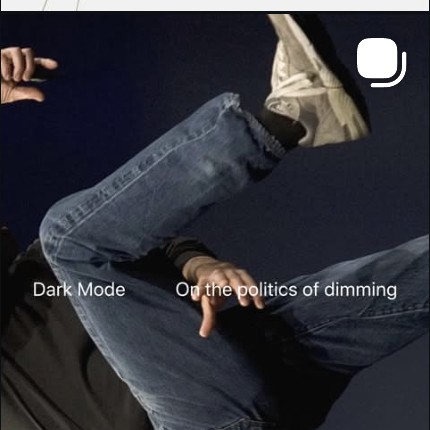 Dark Mode On the politics of dimming